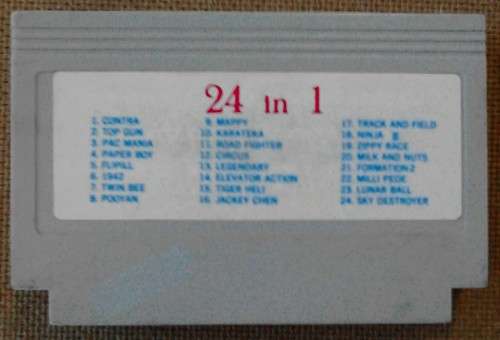 24 in 1
1. CONTRA
2. TOP GUN
3. PAC MANIA
4. PAPER BOY
5. FLIPILL
6. 1942
7. TWIN BEE
8. POOYAN
9. MAPPY
10. KARATEKA
11. ROAD FIGHTER
12. CIRCUS
13. LEGENDARY
14. ELEVATOR ACTION
15. TIGER HELI
16. JACKEY CHEN
17. TRACK AND FIELD
18. NINJA II
19. ZIPPY RACE
20. MILK AND NUTS
21. FORMATION-Z
22. MILLI PEDE
23. LUNAR BALL
24. SKY DESTROYER